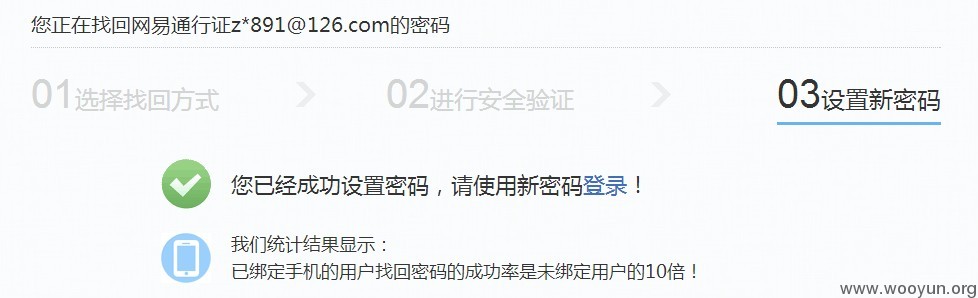 您正在找回网易通行证z*891@126.com的密码
01选择找回方式 02进行安全验证 03设置新密码
您已经成功设置密码，请使用新密码登录！
我们统计结果显示：
已绑定手机的用户找回密码的成功率是未绑定用户的10倍！
www.wooyun.org